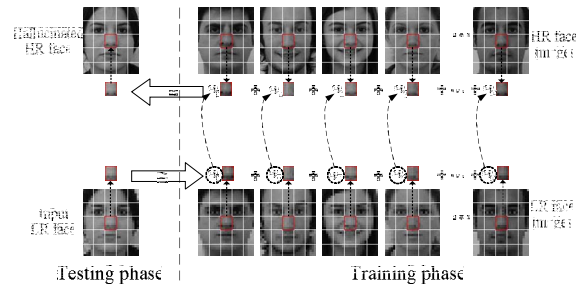 Hallucinated
HR face
HR face
images
Input
LR face
LR face
images
Testing phase
Training phase